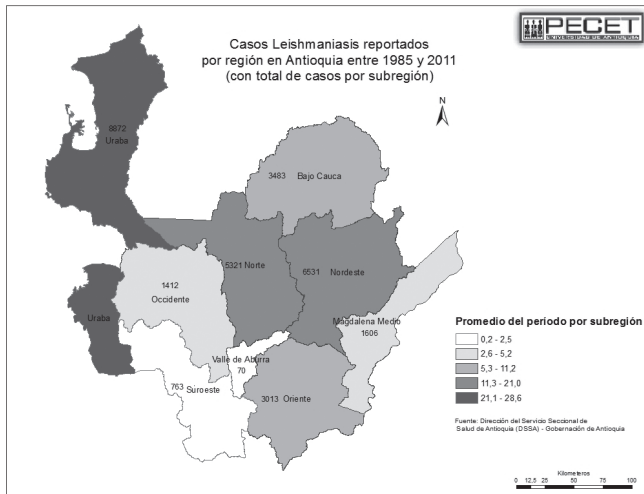 PECET
UNIVERSIDAD DE ANTIOQUIA
Casos Leishmaniasis reportados
por región en Antioquia entre 1985 y 2011
(con total de casos por subregión)
N
8872
Uraba
3483 Bajo Cauca
5321 Norte
6531 Nordeste
1412
Occidente
Uraba
Magdalena Medio
1606
Valle de Aburra
70
763 Suroeste
3013 Oriente
Promedio del periodo por subregión
0,2 - 2,5
2,6 - 5,2
5,3 - 11,2
11,3 - 21,0
21,1 - 28,6
Fuente: Dirección del Servicio Seccional de
Salud de Antioquia (DSSA) - Gobernación de Antioquia
Kilometeros
0 12,5 25 50 75 100